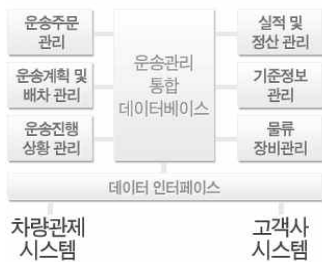 운송주문
관리
운송계획 및
배차 관리
운송진행
상황 관리
운송관리
통합
데이터베이스
실적 및
정산 관리
기준정보
관리
물류
장비관리
데이터 인터페이스
차량관제
시스템
고객사
시스템